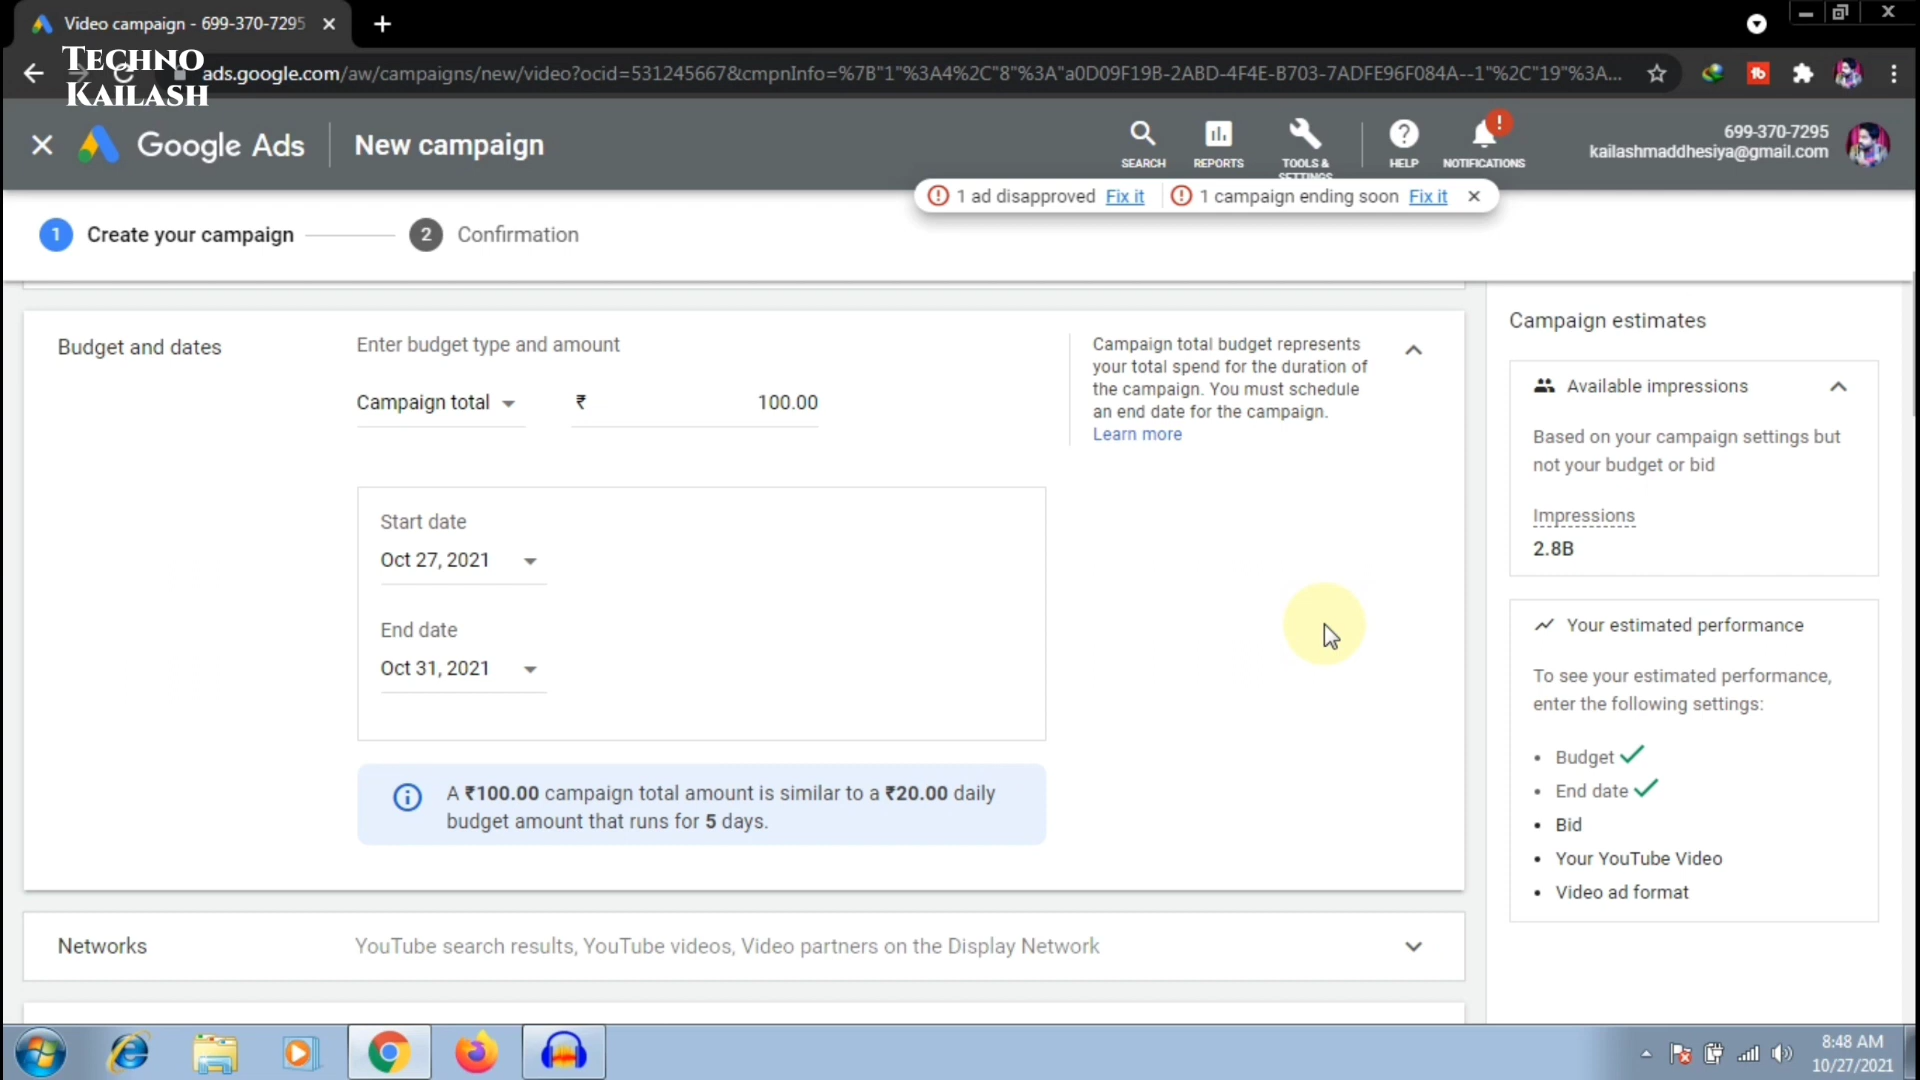 Video campaign - 699-370-7295
TECHNO
KAILASH
ads.google.com/aw/campaigns/new/video?ocid=531245667&cmpnInfo=%7B"1"%3A4%2C"8"%3A"a0D09F19B-2ABD-4F4E-B703-7ADFE96F084A--1"%2C"19"%3A...
Google Ads
New campaign
SEARCH
REPORTS
TOOLS &
SETTINGS
HELP
NOTIFICATIONS
699-370-7295
kailashmaddhesiya@gmail.com
1 ad disapproved Fix it
1 campaign ending soon Fix it
1 Create your campaign
2 Confirmation
Budget and dates
Enter budget type and amount
Campaign total
₹ 100.00
Campaign total budget represents
your total spend for the duration of
the campaign. You must schedule
an end date for the campaign.
Learn more
Start date
Oct 27, 2021
End date
Oct 31, 2021
A ₹100.00 campaign total amount is similar to a ₹20.00 daily
budget amount that runs for 5 days.
Networks
YouTube search results, YouTube videos, Video partners on the Display Network
Campaign estimates
Available impressions
Based on your campaign settings but
not your budget or bid
Impressions
2.8B
Your estimated performance
To see your estimated performance,
enter the following settings:
• Budget
• End date
• Bid
• Your YouTube Video
• Video ad format
8:48 AM
10/27/2021